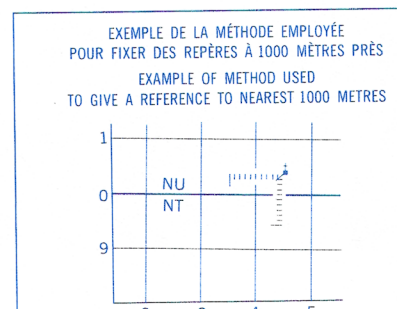 EXEMPLE DE LA MÉTHODE EMPLOYÉE
POUR FIXER DES REPÈRES À 1000 MÈTRES PRÈS
EXAMPLE OF METHOD USED
TO GIVE A REFERENCE TO NEAREST 1000 METRES
1
NU
0
NT
9